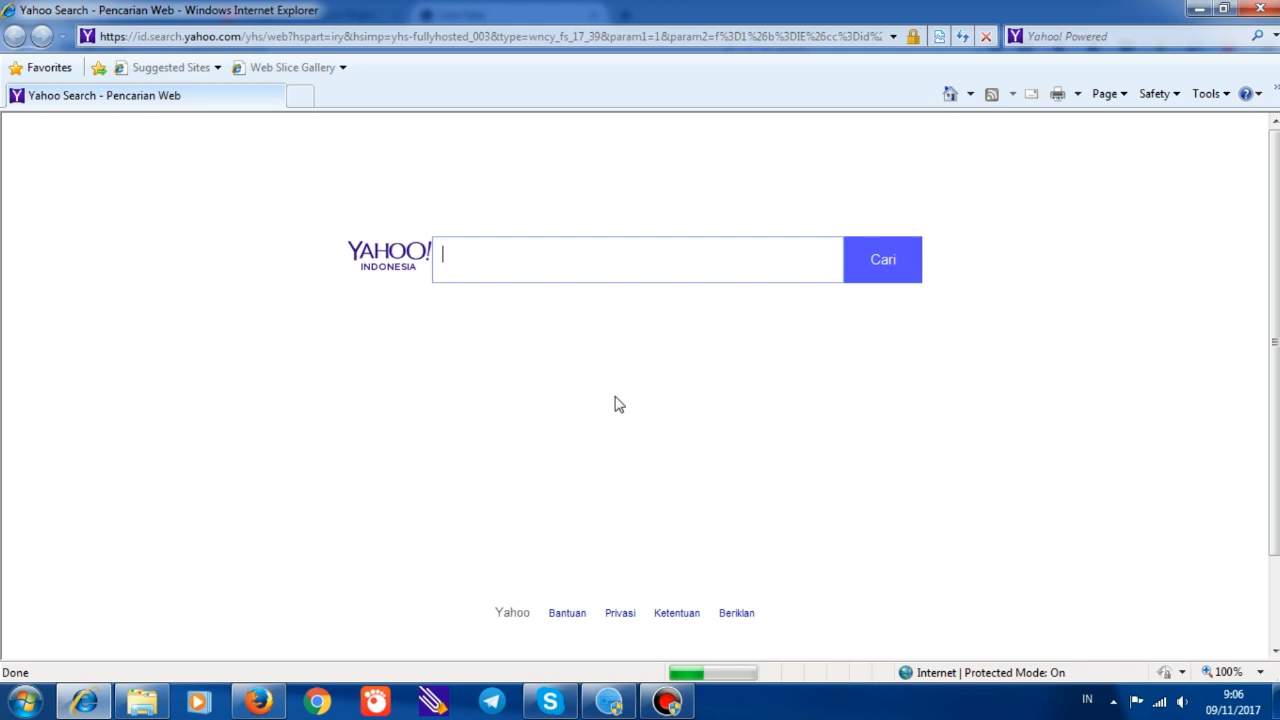 Yahoo Search - Pencarian Web - Windows Internet Explorer
https://id.search.yahoo.com/yhs/web?hspart=iry&hsimp=yhs-fullyhosted_003&type=wncy_fs_17_39&param1=1&param2=f%3D1%26b%3DIE%26cc%3Did%2
Yahoo! Powered
Favorites
Suggested Sites
Web Slice Gallery
Yahoo Search - Pencarian Web
Page
Safety
Tools
YAHOO!
INDONESIA
Cari
Yahoo Bantuan Privasi Ketentuan Beriklan
Done
Internet | Protected Mode: On
100%
IN
9:06
09/11/2017